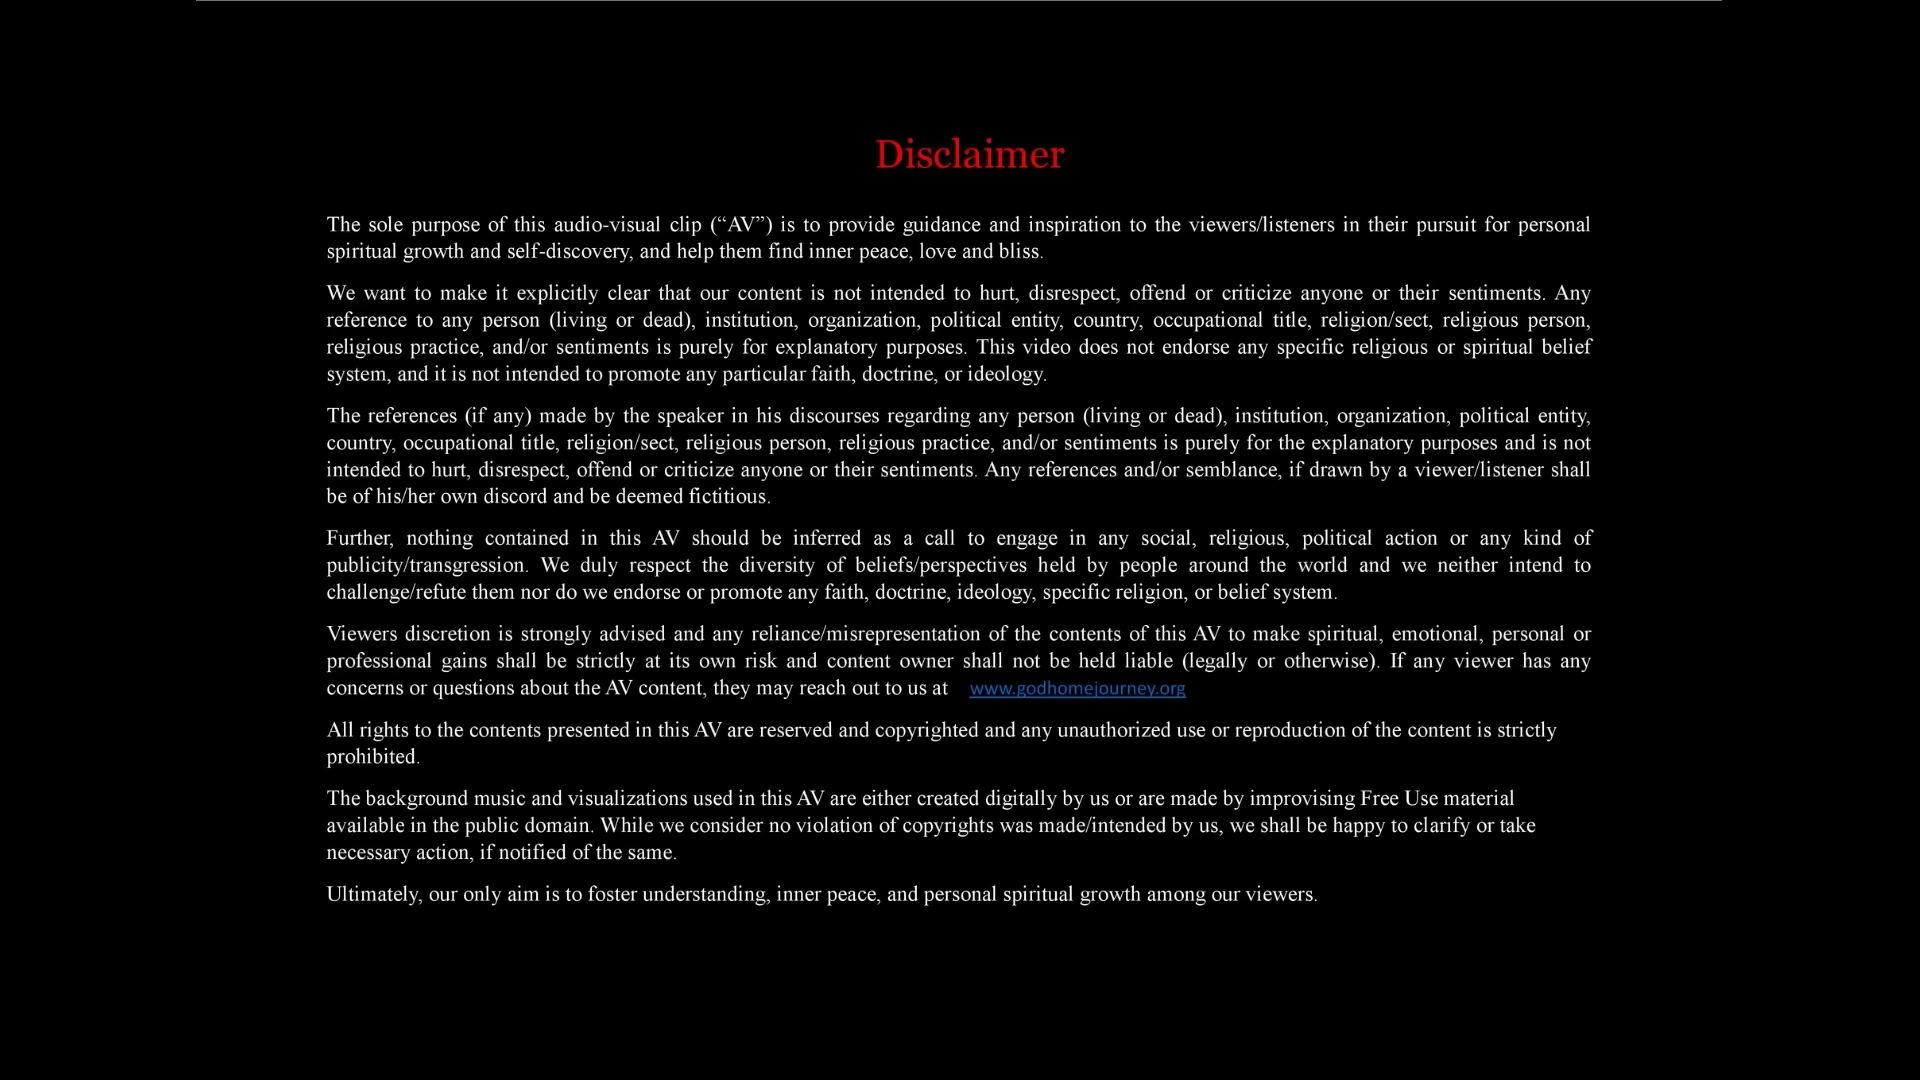 Disclaimer
The sole purpose of this audio-visual clip (“AV”) is to provide guidance and inspiration to the viewers/listeners in their pursuit for personal
spiritual growth and self-discovery, and help them find inner peace, love and bliss.
We want to make it explicitly clear that our content is not intended to hurt, disrespect, offend or criticize anyone or their sentiments. Any
reference to any person (living or dead), institution, organization, political entity, country, occupational title, religion/sect, religious person,
religious practice, and/or sentiments is purely for explanatory purposes. This video does not endorse any specific religious or spiritual belief
system, and it is not intended to promote any particular faith, doctrine, or ideology.
The references (if any) made by the speaker in his discourses regarding any person (living or dead), institution, organization, political entity,
country, occupational title, religion/sect, religious person, religious practice, and/or sentiments is purely for the explanatory purposes and is not
intended to hurt, disrespect, offend or criticize anyone or their sentiments. Any references and/or semblance, if drawn by a viewer/listener shall
be of his/her own discord and be deemed fictitious.
Further, nothing contained in this AV should be inferred as a call to engage in any social, religious, political action or any kind of
publicity/transgression. We duly respect the diversity of beliefs/perspectives held by people around the world and we neither intend to
challenge/refute them nor do we endorse or promote any faith, doctrine, ideology, specific religion, or belief system.
Viewers discretion is strongly advised and any reliance/misrepresentation of the contents of this AV to make spiritual, emotional, personal or
professional gains shall be strictly at its own risk and content owner shall not be held liable (legally or otherwise). If any viewer has any
concerns or questions about the AV content, they may reach out to us at www.godhomejourney.org
All rights to the contents presented in this AV are reserved and copyrighted and any unauthorized use or reproduction of the content is strictly
prohibited.
The background music and visualizations used in this AV are either created digitally by us or are made by improvising Free Use material
available in the public domain. While we consider no violation of copyrights was made/intended by us, we shall be happy to clarify or take
necessary action, if notified of the same.
Ultimately, our only aim is to foster understanding, inner peace, and personal spiritual growth among our viewers.